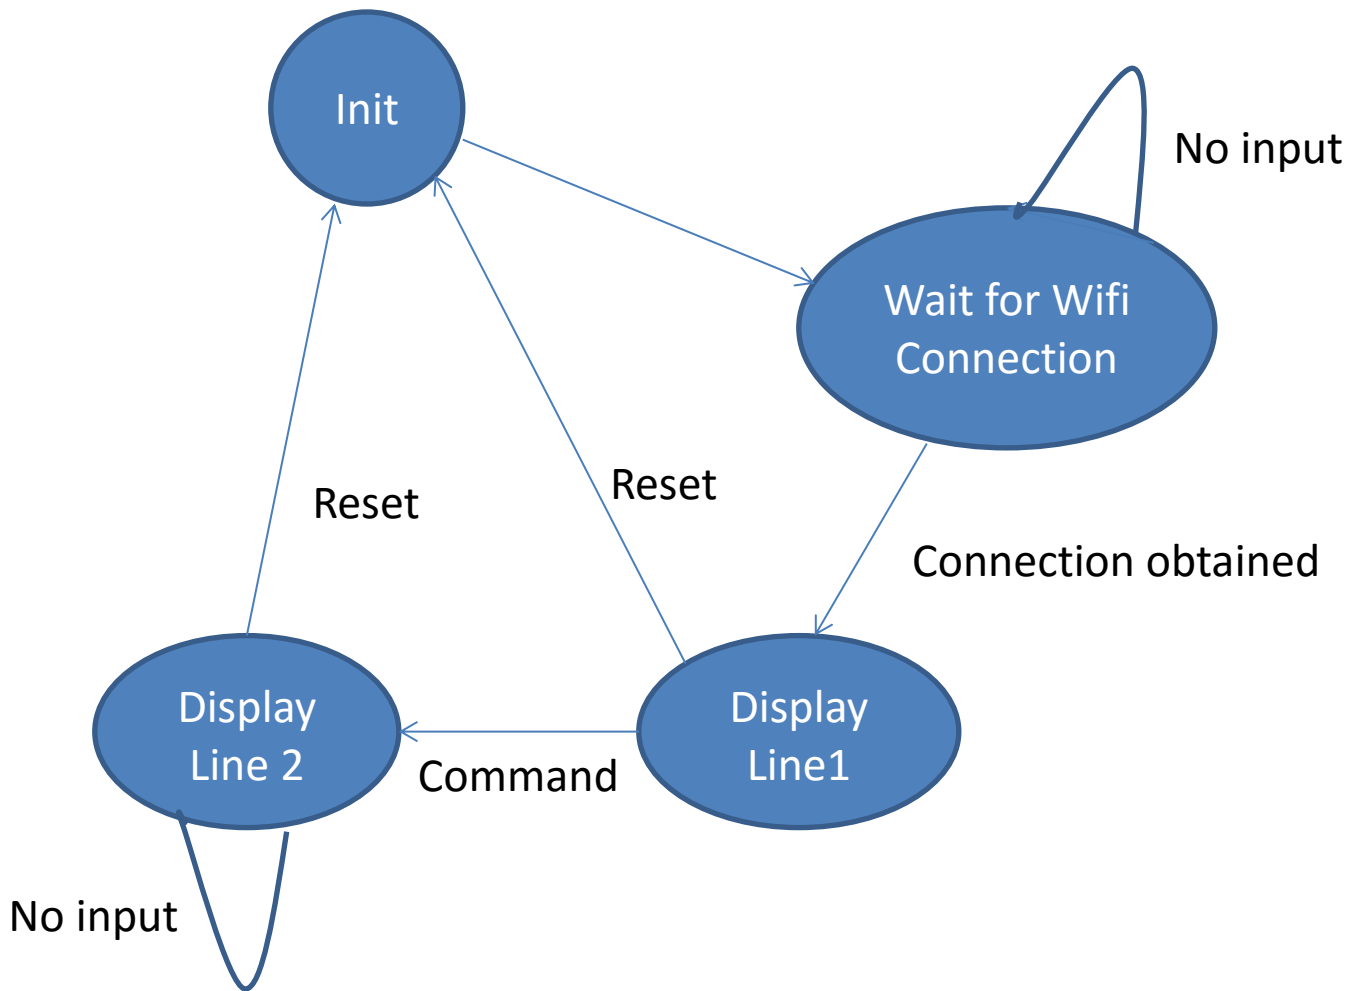 Init
No input
Wait for Wifi
Connection
Reset
Reset
Connection obtained
Display
Line 2
Display
Line1
Command
No input